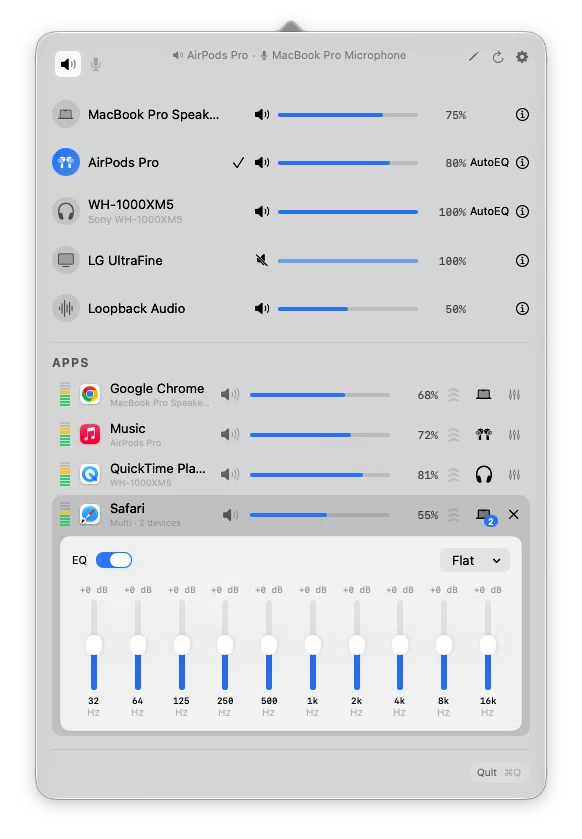 AirPods Pro · MacBook Pro Microphone
MacBook Pro Speak... 75%
AirPods Pro 80% AutoEQ
WH-1000XM5 100% AutoEQ
Sony WH-1000XM5
LG UltraFine 100%
Loopback Audio 50%
APPS
Google Chrome 68%
MacBook Pro Speake...
Music 72%
AirPods Pro
QuickTime Pla... 81%
WH-1000XM5
Safari 55% 2
Multi · 2 devices
EQ Flat
+0 dB +0 dB +0 dB +0 dB +0 dB +0 dB +0 dB +0 dB +0 dB +0 dB
32 64 125 250 500 1k 2k 4k 8k 16k
Hz Hz Hz Hz Hz Hz Hz Hz Hz Hz
Quit ⌘Q